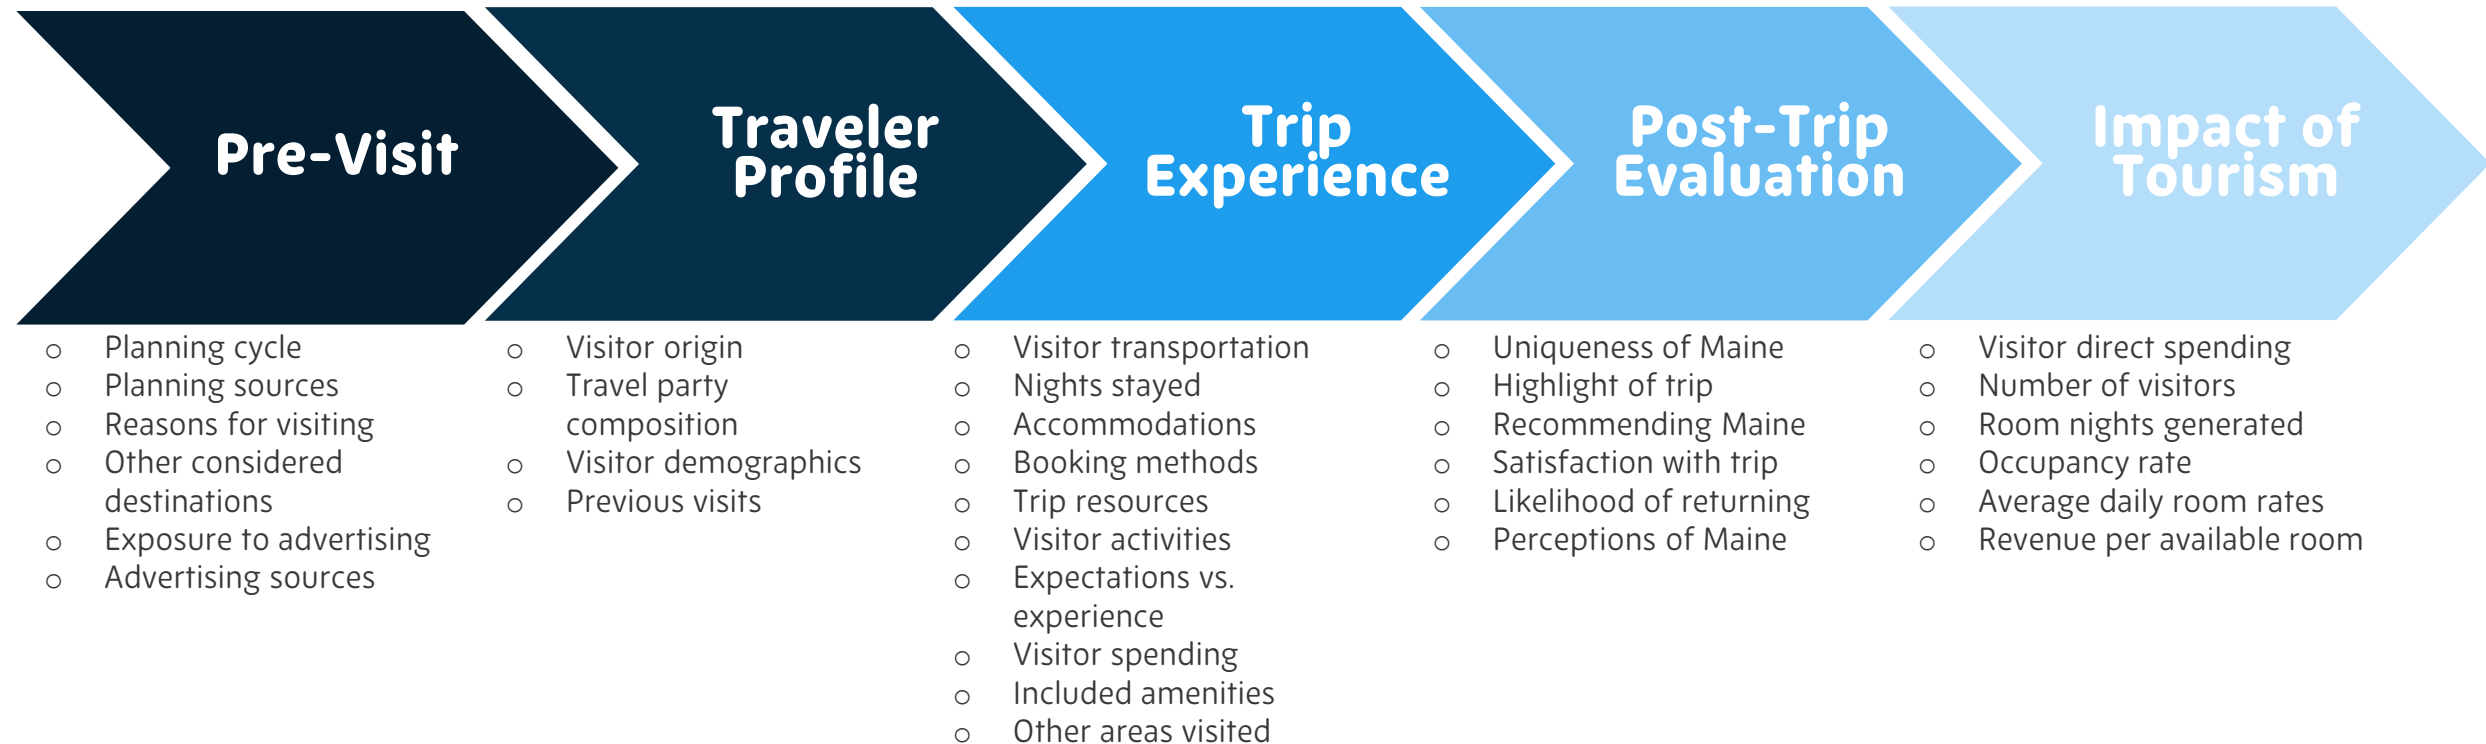 Pre-Visit
Traveler
Profile
Trip
Experience
Post-Trip
Evaluation
Impact of
Tourism
o Planning cycle
o Planning sources
o Reasons for visiting
o Other considered
destinations
o Exposure to advertising
o Advertising sources
o Visitor origin
o Travel party
composition
o Visitor demographics
o Previous visits
o Visitor transportation
o Nights stayed
o Accommodations
o Booking methods
o Trip resources
o Visitor activities
o Expectations vs.
experience
o Visitor spending
o Included amenities
o Other areas visited
o Uniqueness of Maine
o Highlight of trip
o Recommending Maine
o Satisfaction with trip
o Likelihood of returning
o Perceptions of Maine
o Visitor direct spending
o Number of visitors
o Room nights generated
o Occupancy rate
o Average daily room rates
o Revenue per available room